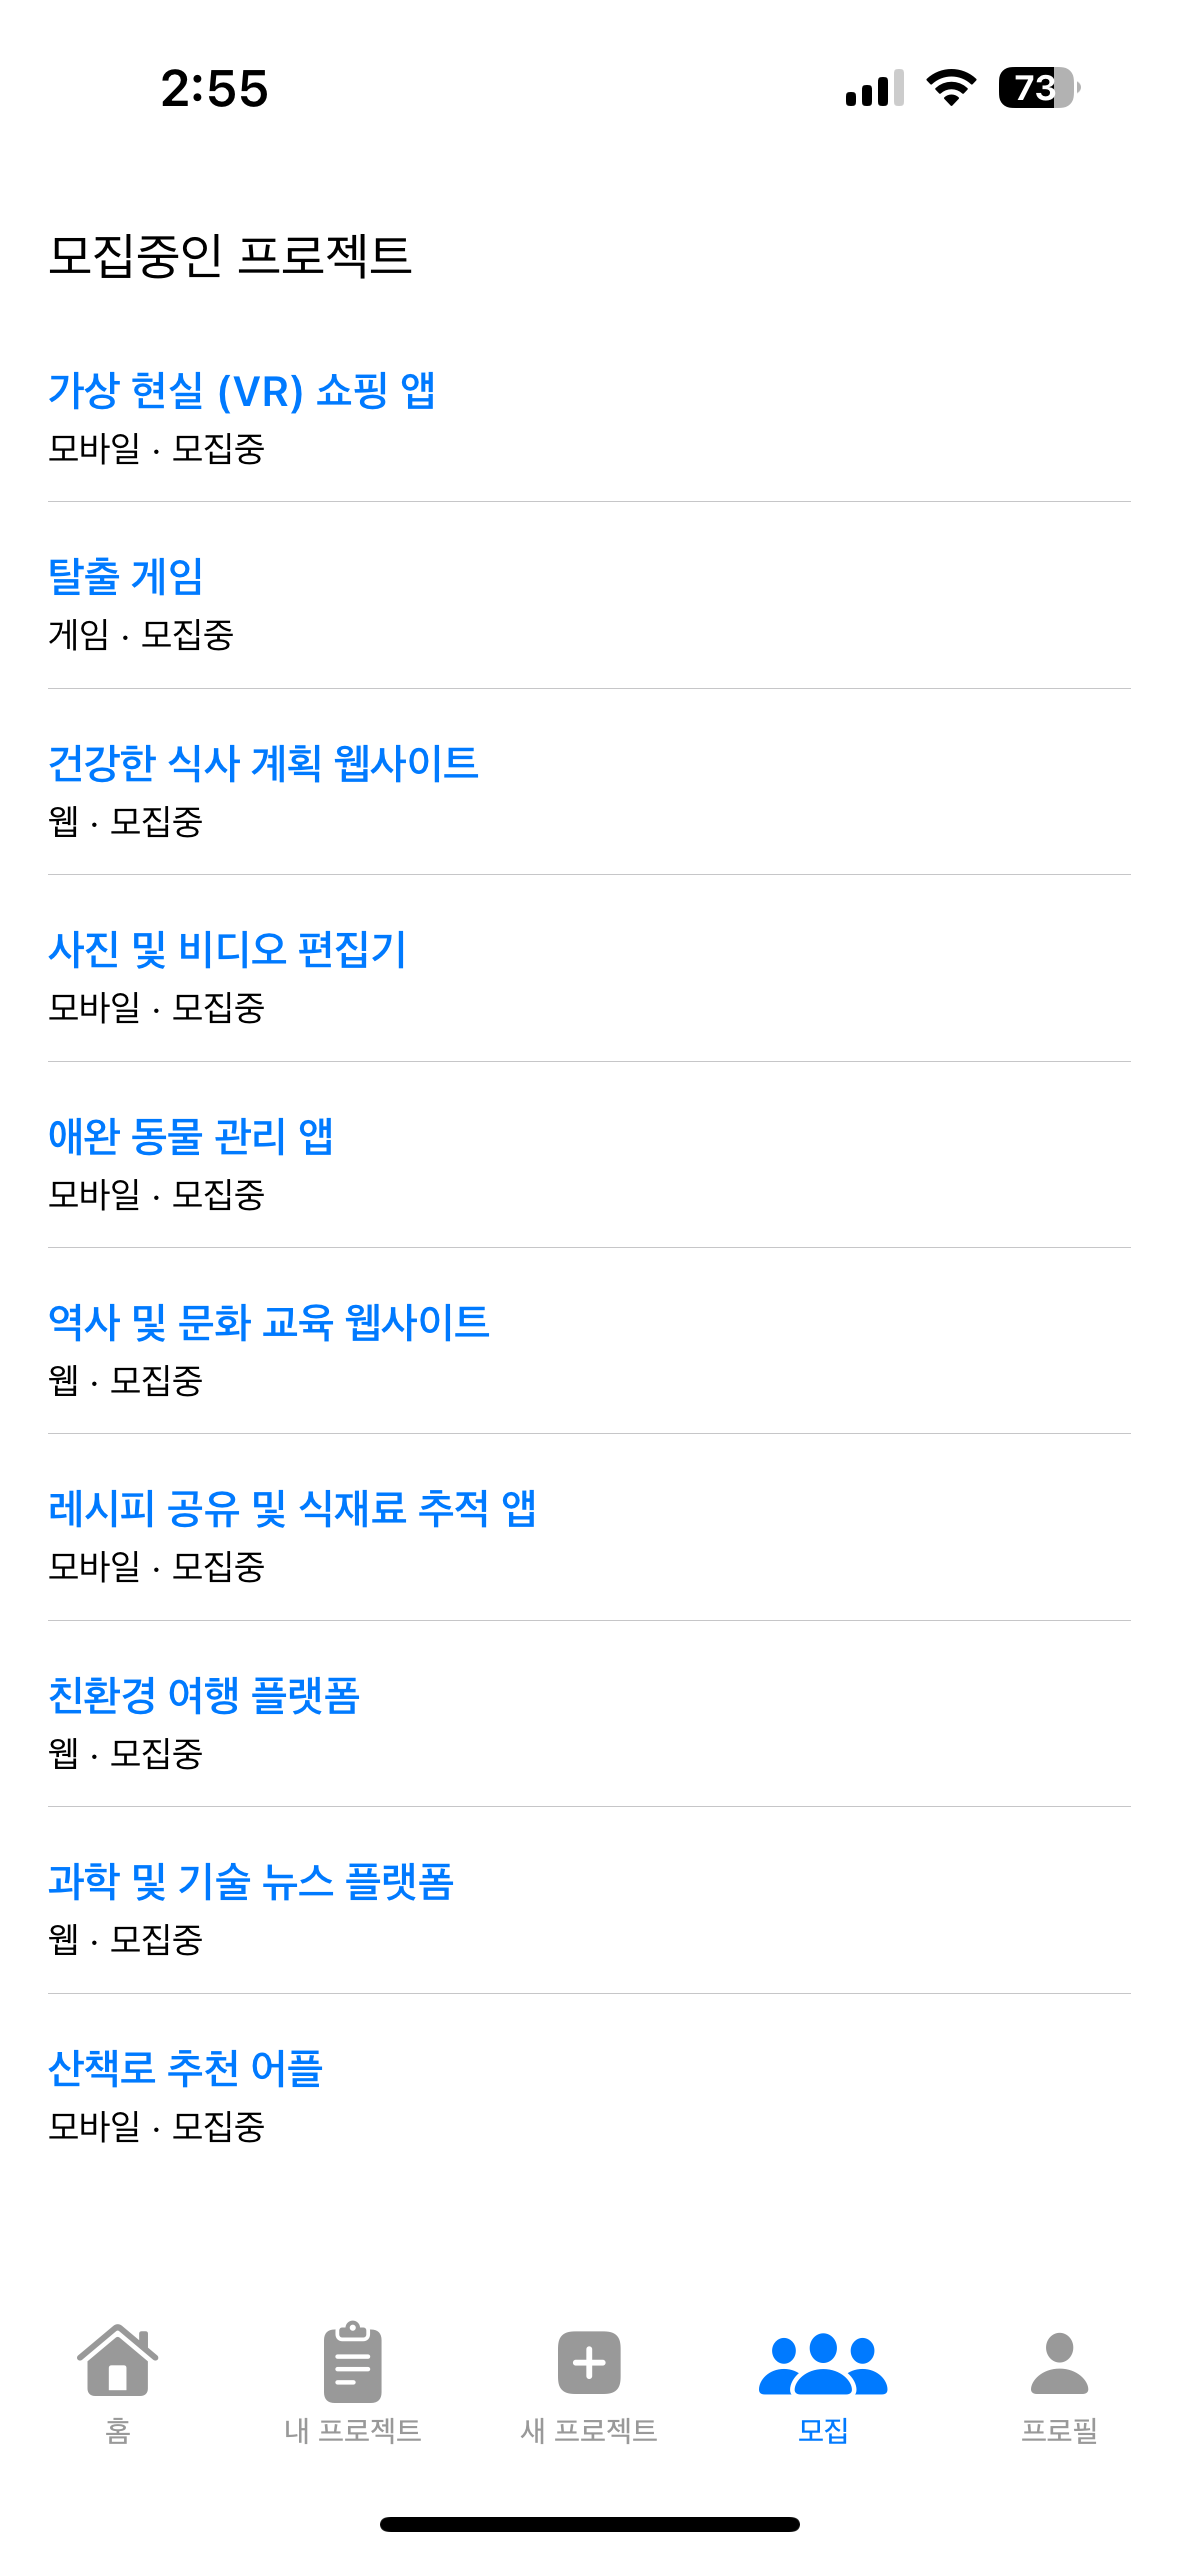 2:55
73
모집중인 프로젝트
가상 현실 (VR) 쇼핑 앱
모바일 · 모집중
탈출 게임
게임 · 모집중
건강한 식사 계획 웹사이트
웹 · 모집중
사진 및 비디오 편집기
모바일 · 모집중
애완 동물 관리 앱
모바일 · 모집중
역사 및 문화 교육 웹사이트
웹 · 모집중
레시피 공유 및 식재료 추적 앱
모바일 · 모집중
친환경 여행 플랫폼
웹 · 모집중
과학 및 기술 뉴스 플랫폼
웹 · 모집중
산책로 추천 어플
모바일 · 모집중
홈
내 프로젝트
새 프로젝트
모집
프로필